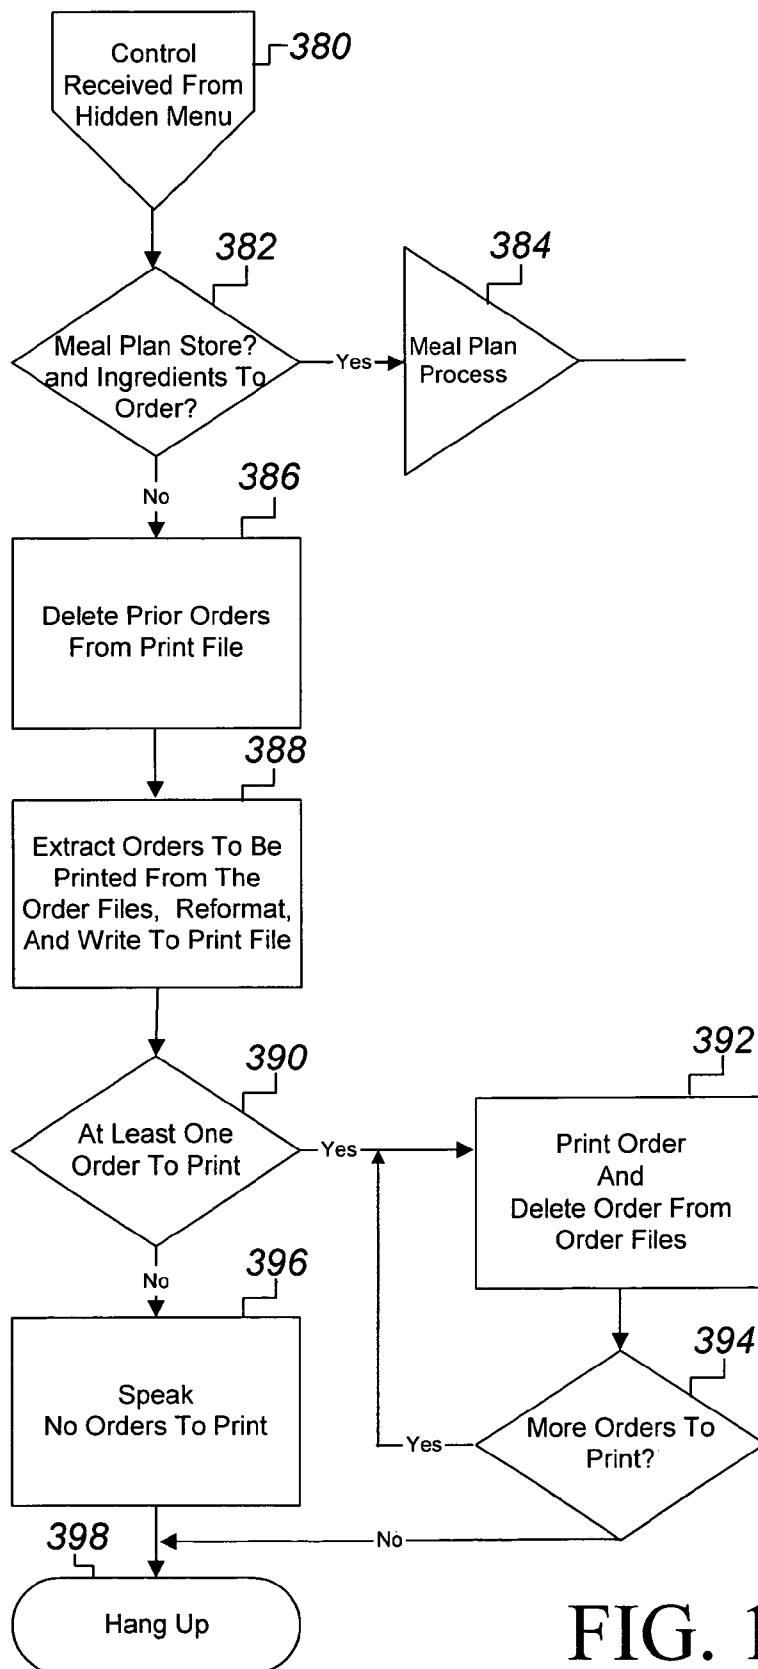 Control
Received From
Hidden Menu
380
382
Meal Plan Store?
and Ingredients To
Order?
Yes
384
Meal Plan
Process
No
386
Delete Prior Orders
From Print File
388
Extract Orders To Be
Printed From The
Order Files, Reformat,
And Write To Print File
390
At Least One
Order To Print
Yes
392
Print Order
And
Delete Order From
Order Files
394
More Orders To
Print?
Yes
No
No
396
Speak
No Orders To Print
398
Hang Up
FIG. 1